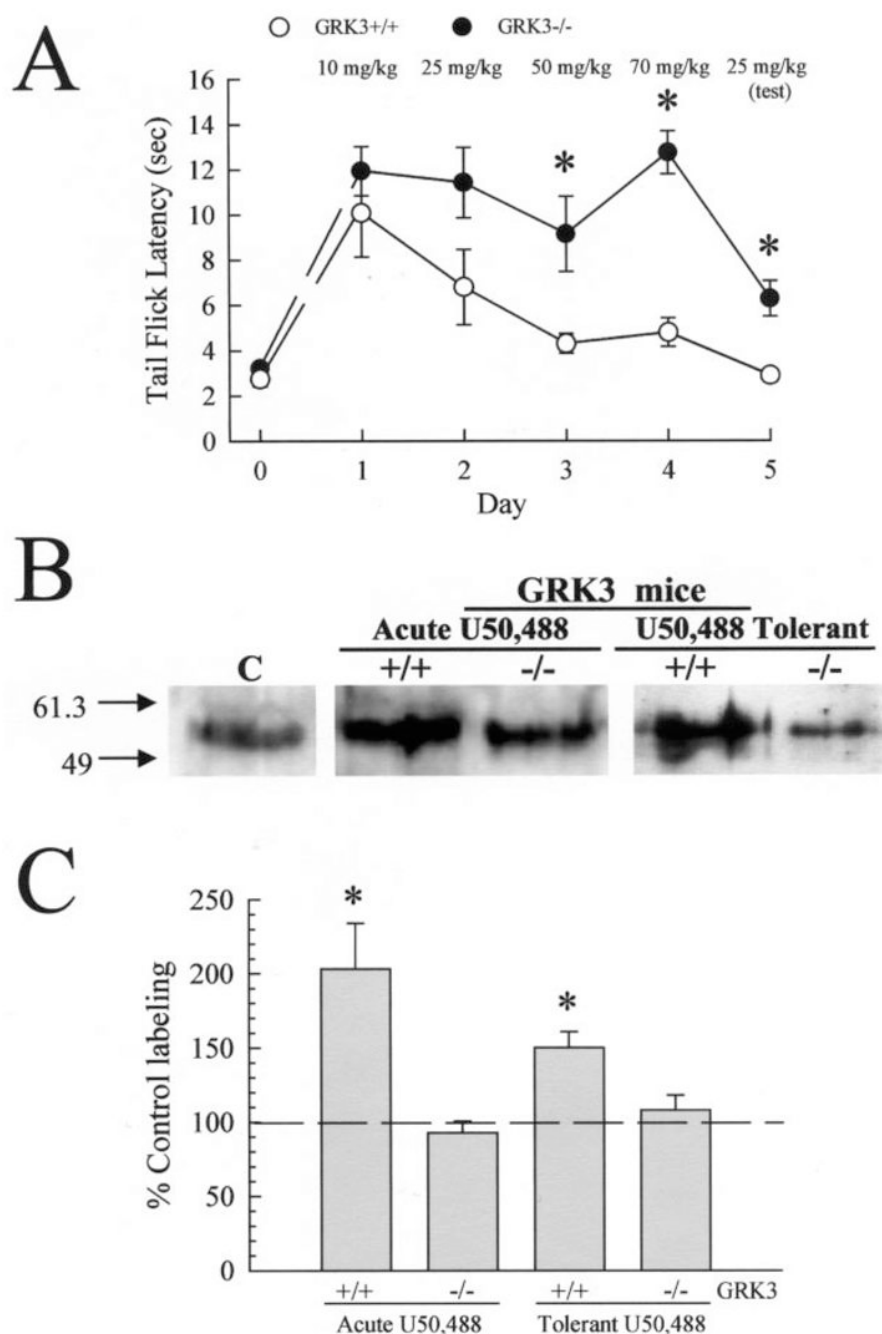 A
GRK3+/+ GRK3-/-
10 mg/kg 25 mg/kg 50 mg/kg 70 mg/kg 25 mg/kg
(test)
Tail Flick Latency (sec)
16
14
12
10
8
6
4
2
0
* * *
0 1 2 3 4 5
Day
B
GRK3 mice
Acute U50,488 U50,488 Tolerant
C +/+ -/- +/+ -/-
61.3
49
C
% Control labeling
250
200
150
100
50
0
* *
+/+ -/- +/+ -/- GRK3
Acute U50,488 Tolerant U50,488